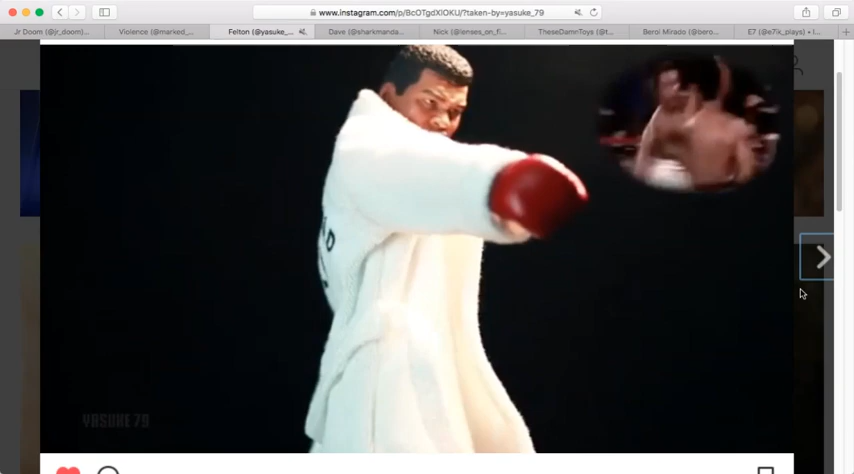 www.instagram.com/p/BcOTgdXlOKU/?taken-by=yasuke_79
Jr Doom (@jr_doom)...
Violence (@marked_...
Felton (@yasuke_...
Dave (@sharkmanda...
Nick (@lenses_on_fi...
TheseDamnToys (@t...
Beroi Mirado (@bero...
E7 (@e7ik_plays) • I...
YASUKE 79